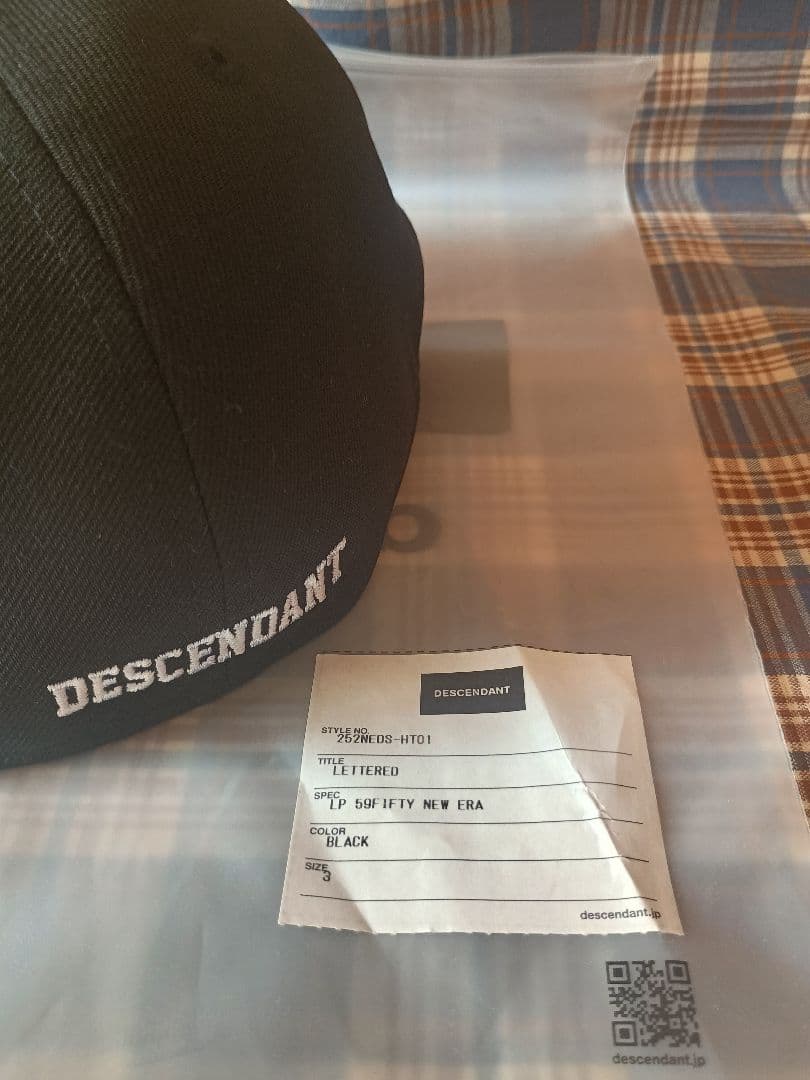 DESCENDANT
DESCENDANT
STYLE NO.
252NEDS-HT01
TITLE
LETTERED
SPEC
LP 59FIFTY NEW ERA
COLOR
BLACK
SIZE
3
descendant.jp
descendant.jp